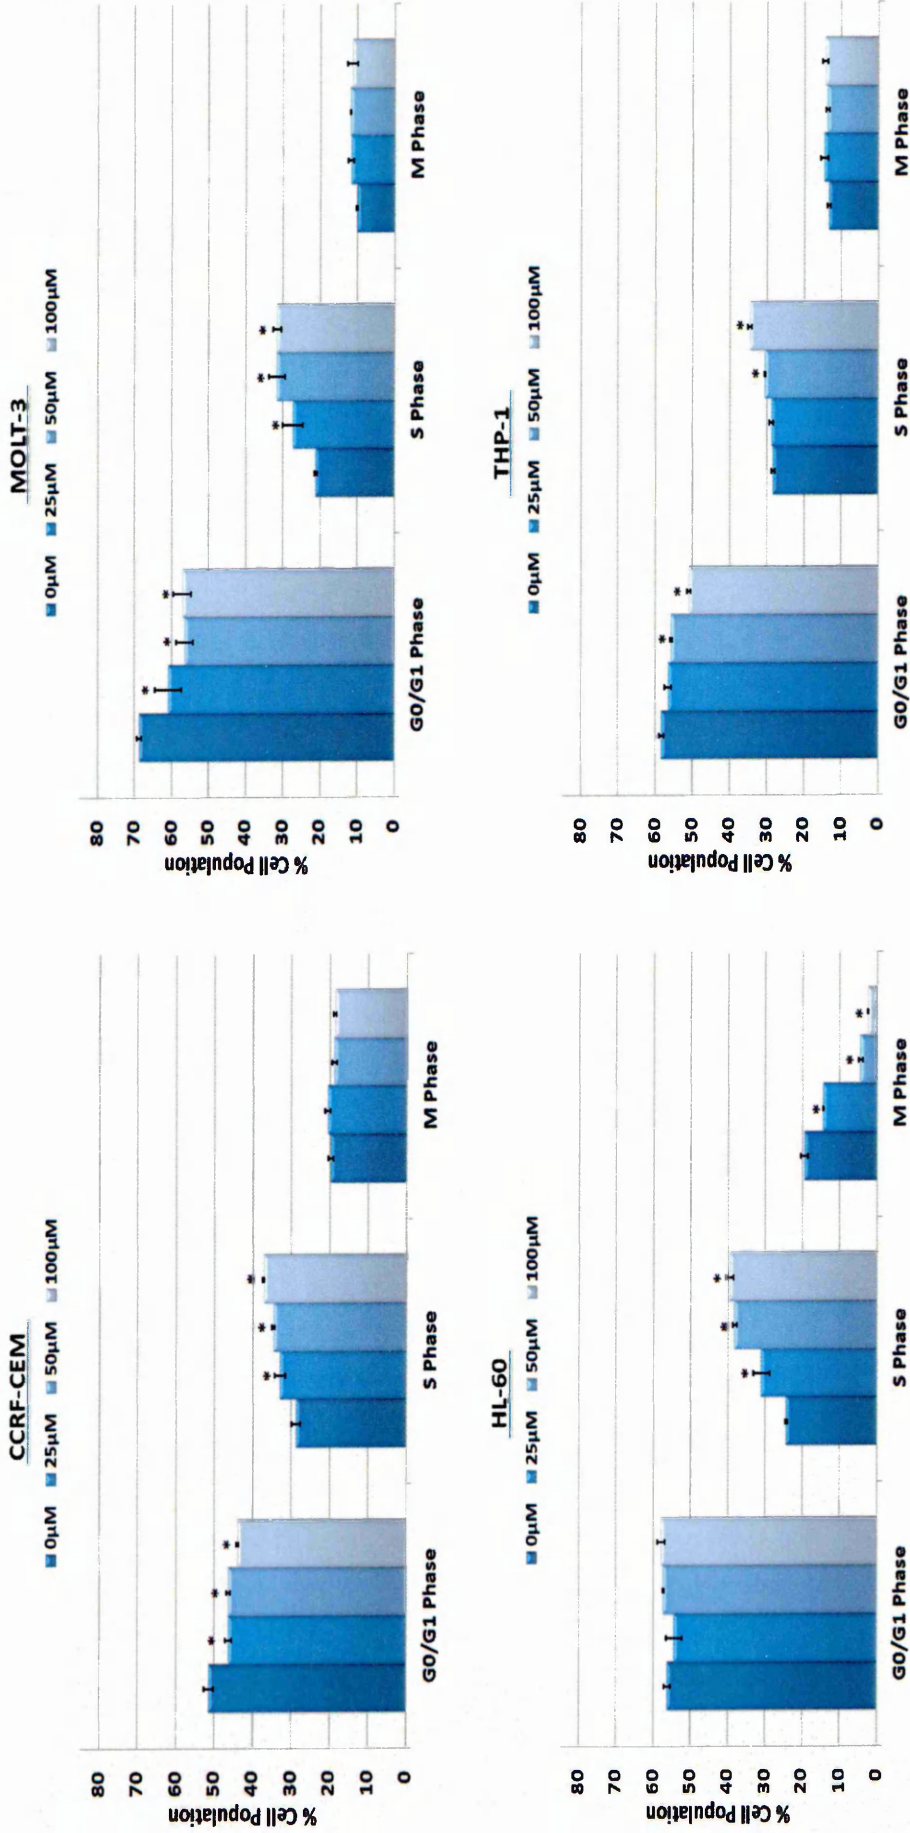 CCRF-CEM
0µM 25µM 50µM 100µM
% Cell Population
80
70
60
50
40
30
20
10
0
G0/G1 Phase S Phase M Phase
* * * * * *
MOLT-3
0µM 25µM 50µM 100µM
% Cell Population
80
70
60
50
40
30
20
10
0
G0/G1 Phase S Phase M Phase
* * * * * *
HL-60
0µM 25µM 50µM 100µM
% Cell Population
80
70
60
50
40
30
20
10
0
G0/G1 Phase S Phase M Phase
* * * * * *
THP-1
0µM 25µM 50µM 100µM
% Cell Population
80
70
60
50
40
30
20
10
0
G0/G1 Phase S Phase M Phase
* * * *